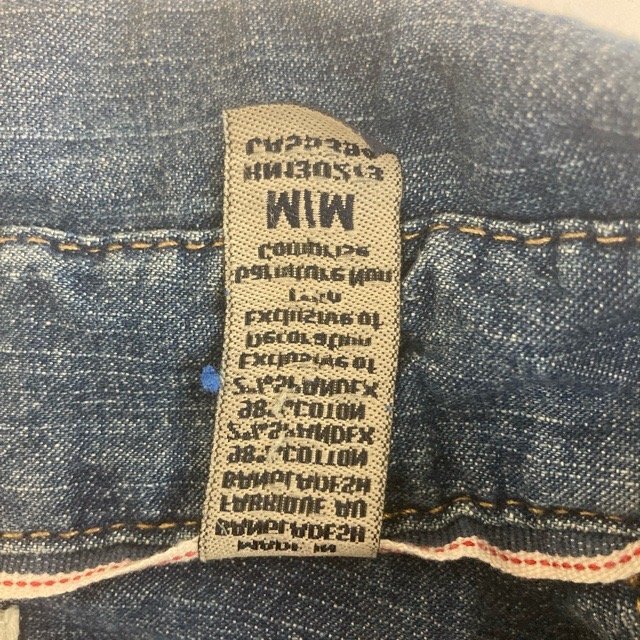 MADE IN
BANGLADESH
FABRIQUE AU
BANGLADESH
98% COTTON
2% SPANDEX
98% COTTON
2% SPANDEX
Exclusive of
Decoration
Exclusive of
Garniture Non
Comprise
M/M